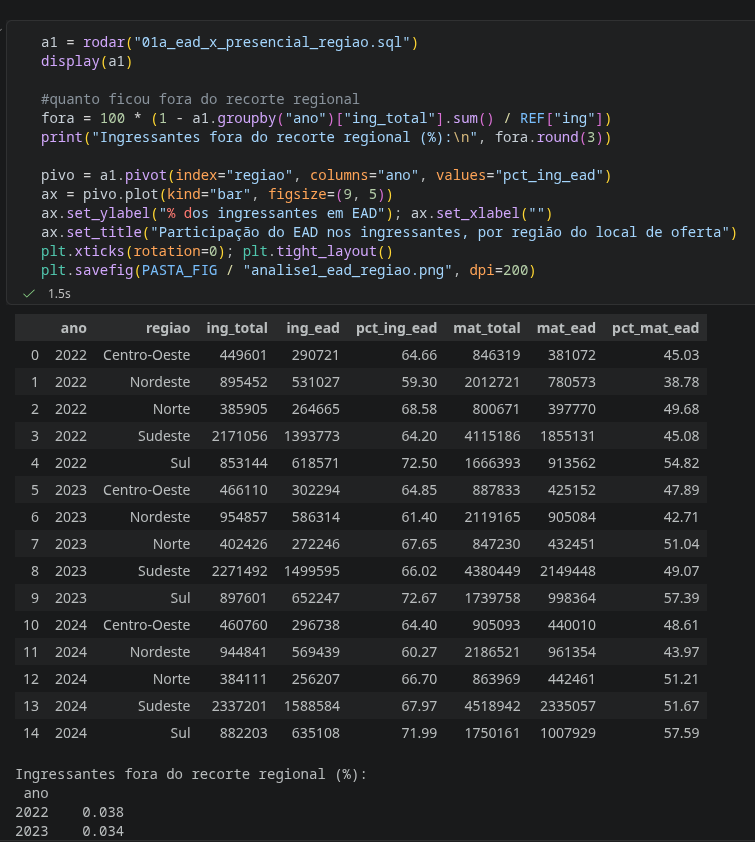 a1 = rodar("01a_ead_x_presencial_regiao.sql")
display(a1)
#quanto ficou fora do recorte regional
fora = 100 * (1 - a1.groupby("ano")["ing_total"].sum() / REF["ing"])
print("Ingressantes fora do recorte regional (%):\n", fora.round(3))
pivo = a1.pivot(index="regiao", columns="ano", values="pct_ing_ead")
ax = pivo.plot(kind="bar", figsize=(9, 5))
ax.set_ylabel("% dos ingressantes em EAD"); ax.set_xlabel("")
ax.set_title("Participação do EAD nos ingressantes, por região do local de oferta")
plt.xticks(rotation=0); plt.tight_layout()
plt.savefig(PASTA_FIG / "analise1_ead_regiao.png", dpi=200)
1.5s
ano regiao ing_total ing_ead pct_ing_ead mat_total mat_ead pct_mat_ead
0 2022 Centro-Oeste 449601 290721 64.66 846319 381072 45.03
1 2022 Nordeste 895452 531027 59.30 2012721 780573 38.78
2 2022 Norte 385905 264665 68.58 800671 397770 49.68
3 2022 Sudeste 2171056 1393773 64.20 4115186 1855131 45.08
4 2022 Sul 853144 618571 72.50 1666393 913562 54.82
5 2023 Centro-Oeste 466110 302294 64.85 887833 425152 47.89
6 2023 Nordeste 954857 586314 61.40 2119165 905084 42.71
7 2023 Norte 402426 272246 67.65 847230 432451 51.04
8 2023 Sudeste 2271492 1499595 66.02 4380449 2149448 49.07
9 2023 Sul 897601 652247 72.67 1739758 998364 57.39
10 2024 Centro-Oeste 460760 296738 64.40 905093 440010 48.61
11 2024 Nordeste 944841 569439 60.27 2186521 961354 43.97
12 2024 Norte 384111 256207 66.70 863969 442461 51.21
13 2024 Sudeste 2337201 1588584 67.97 4518942 2335057 51.67
14 2024 Sul 882203 635108 71.99 1750161 1007929 57.59
Ingressantes fora do recorte regional (%):
ano
2022 0.038
2023 0.034